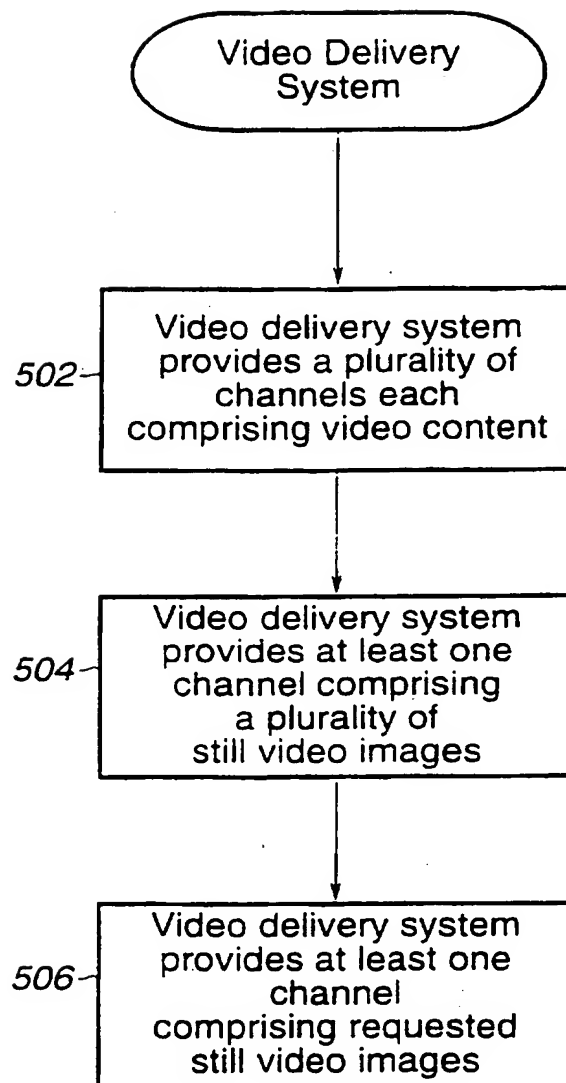 Video Delivery
System
502
Video delivery system
provides a plurality of
channels each
comprising video content
504
Video delivery system
provides at least one
channel comprising
a plurality of
still video images
506
Video delivery system
provides at least one
channel
comprising requested
still video images